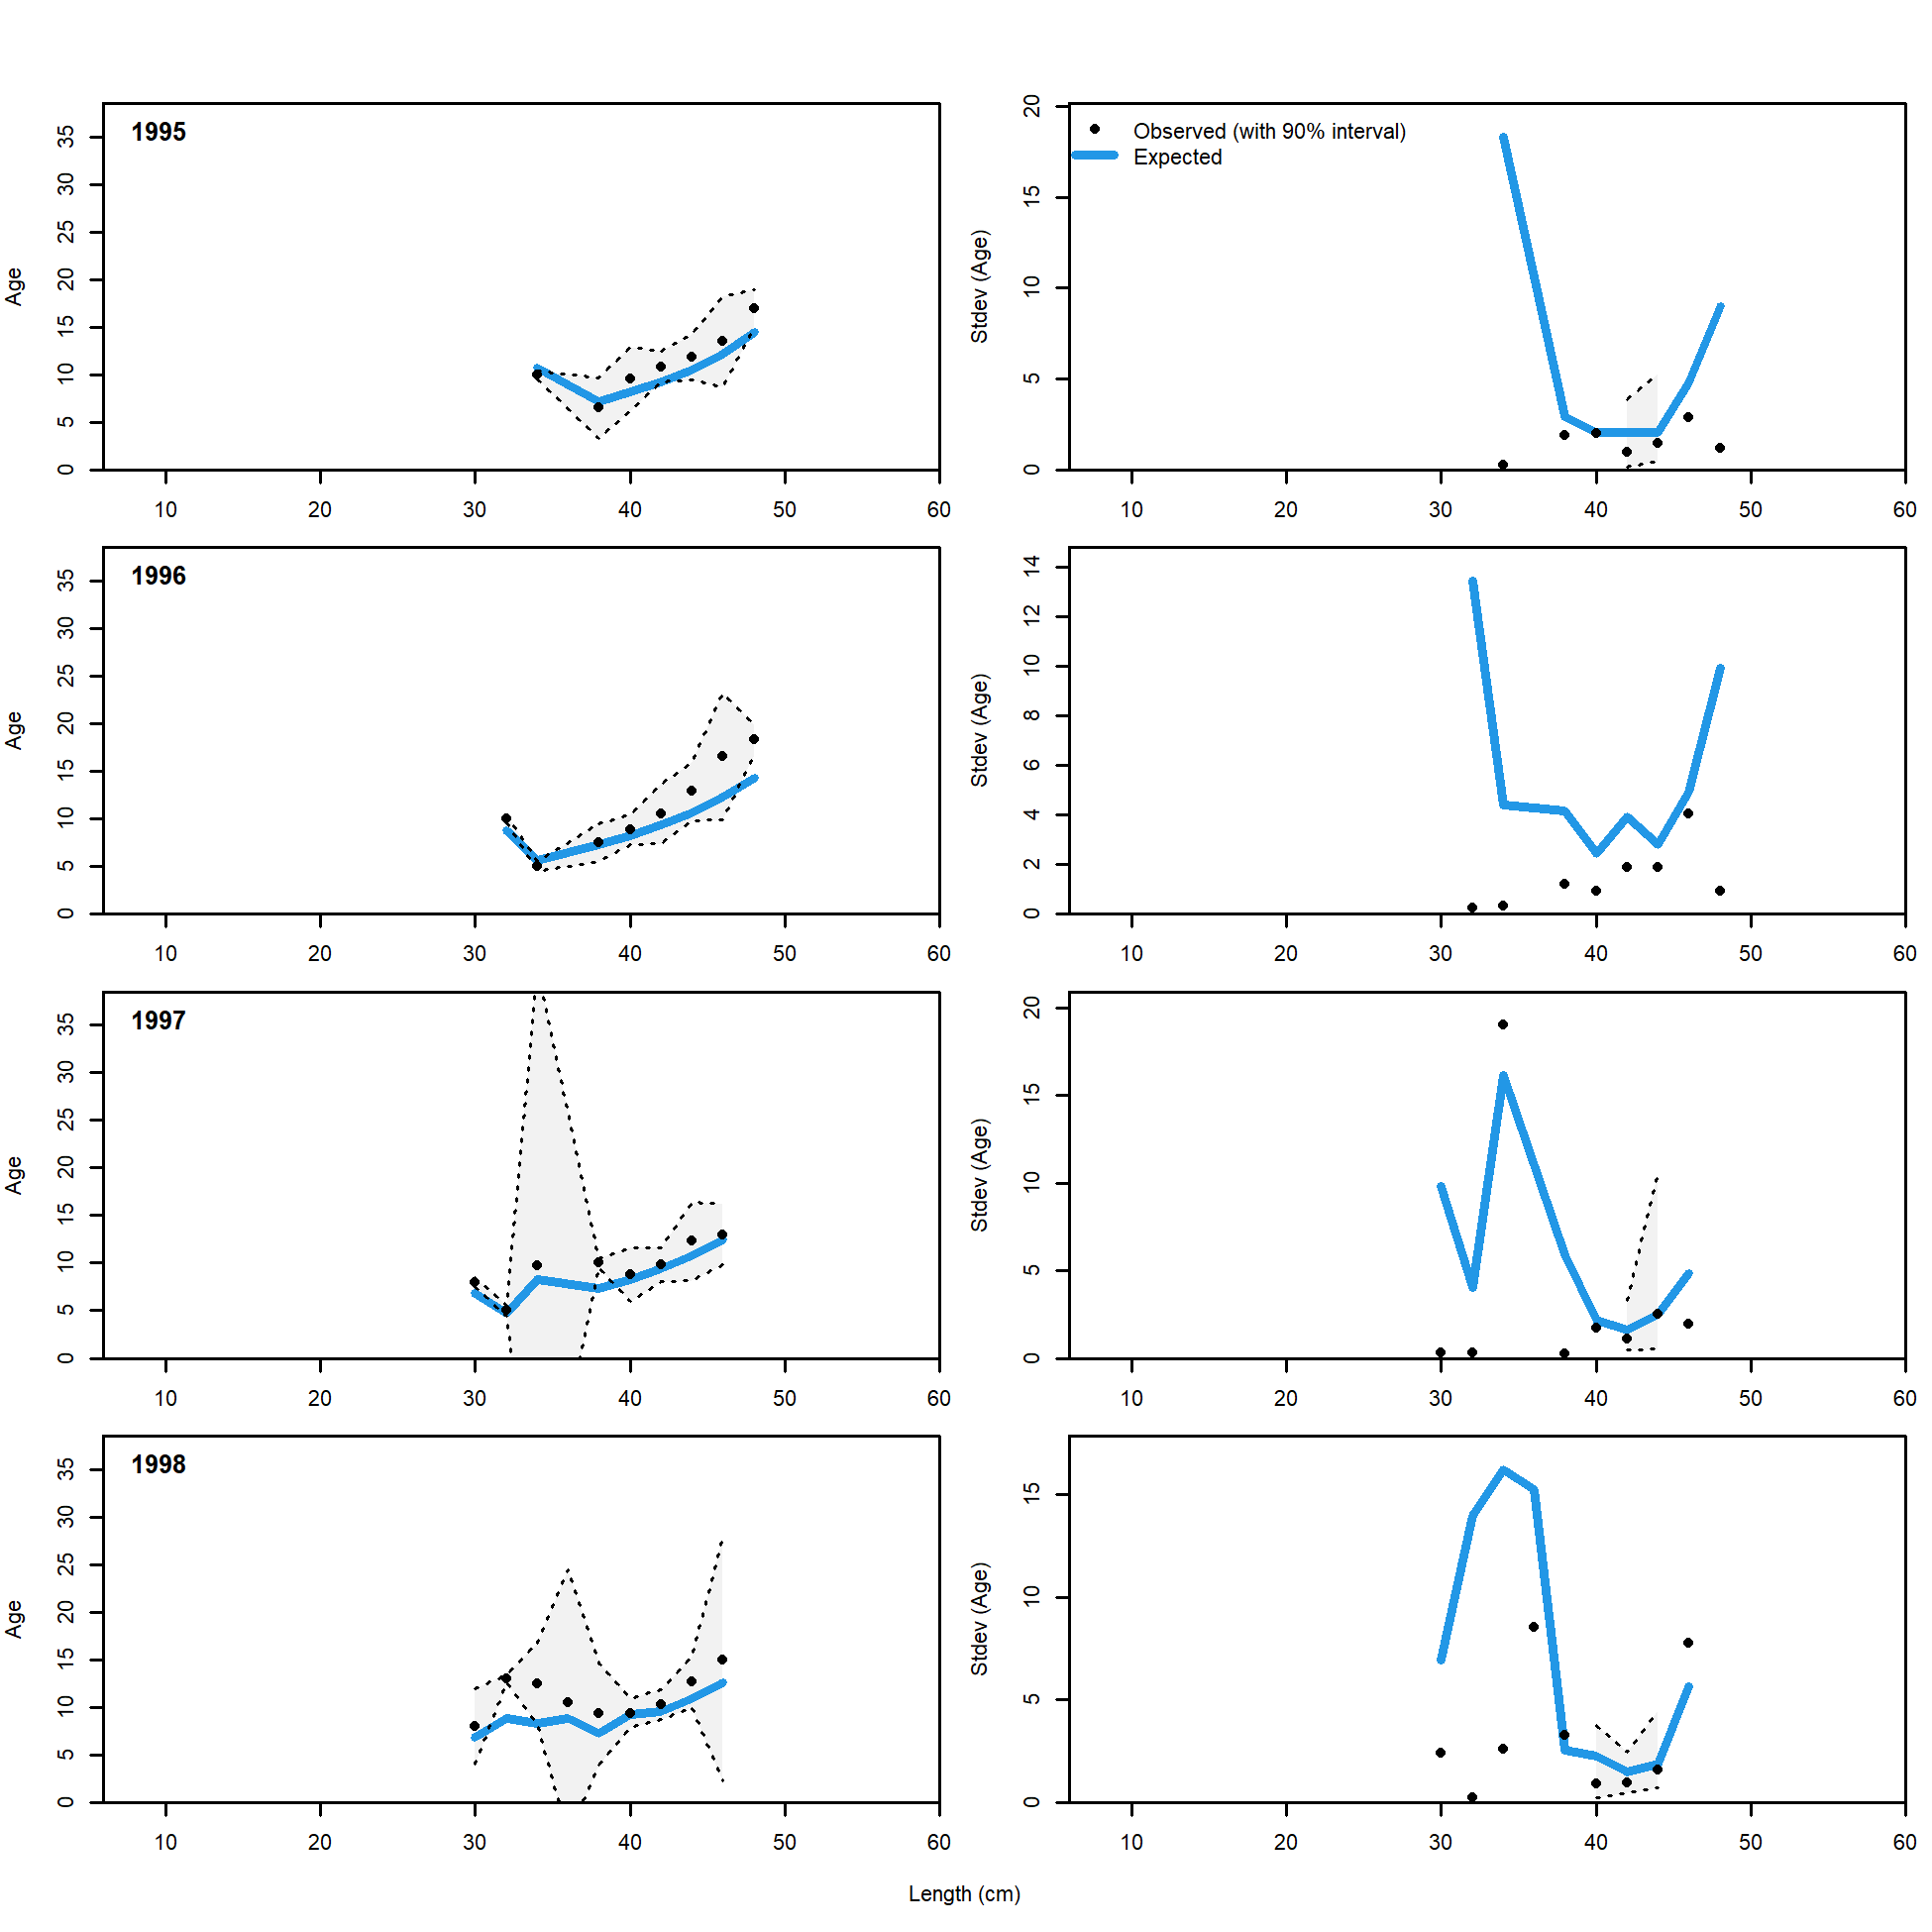 1995
Age
0 5 10 15 20 25 30 35
10 20 30 40 50 60
Observed (with 90% interval)
Expected
Stdev (Age)
0 5 10 15 20
10 20 30 40 50 60
1996
Age
0 5 10 15 20 25 30 35
10 20 30 40 50 60
Stdev (Age)
0 2 4 6 8 10 12 14
10 20 30 40 50 60
1997
Age
0 5 10 15 20 25 30 35
10 20 30 40 50 60
Stdev (Age)
0 5 10 15 20
10 20 30 40 50 60
1998
Age
0 5 10 15 20 25 30 35
10 20 30 40 50 60
Stdev (Age)
0 5 10 15
10 20 30 40 50 60
Length (cm)